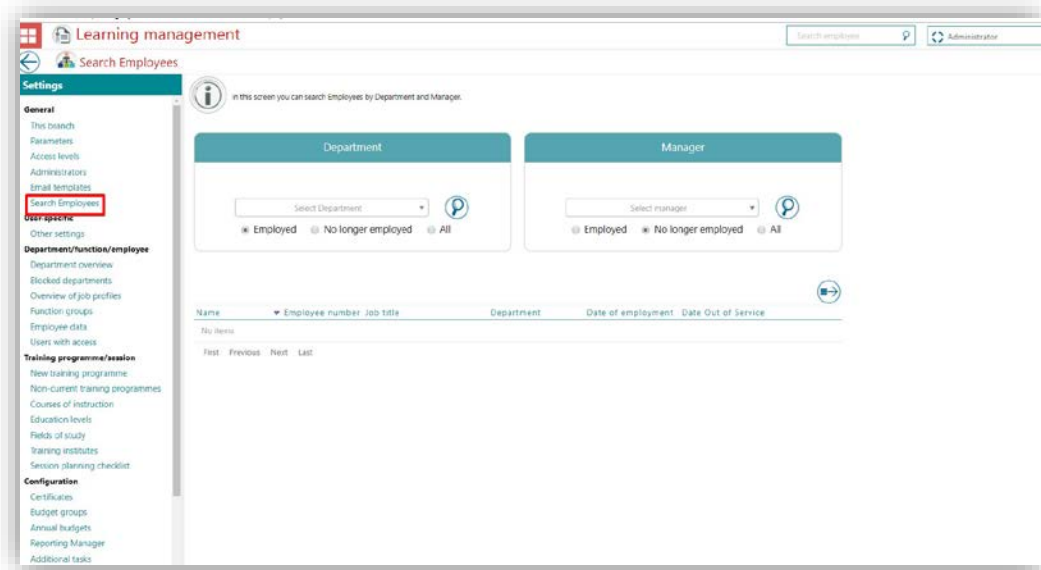 Learning management
Search employee
Administrator
Search Employees
Settings
In this screen you can search Employees by Department and Manager.
General
This branch
Parameters
Access levels
Administrators
Email templates
Search Employees
User-specific
Other settings
Department/function/employee
Department overview
Blocked departments
Overview of job profiles
Function groups
Employee data
Users with access
Training programme/session
New training programme
Non-current training programmes
Courses of instruction
Education levels
Fields of study
Training institutes
Session planning checklist
Configuration
Certificates
Budget groups
Annual budgets
Reporting Manager
Additional tasks
Department
Select Department
Employed No longer employed All
Manager
Select manager
Employed No longer employed All
Name Employee number Job title Department Date of employment Date Out of Service
No items
First Previous Next Last